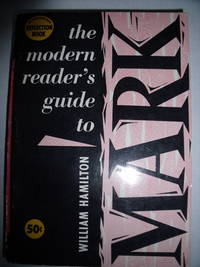 REFLECTION
BOOK
the
modern
reader's
guide
to
MARK
WILLIAM HAMILTON
50¢